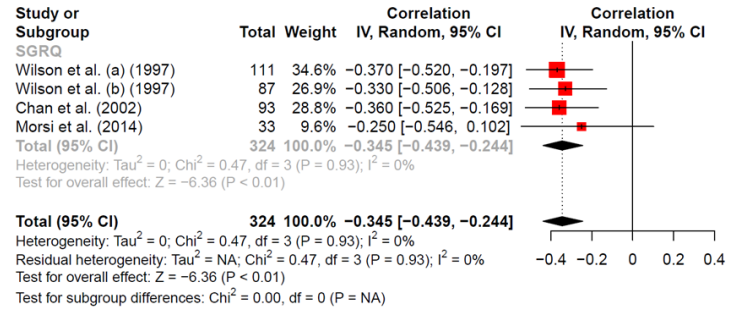 Study or Correlation Correlation
Subgroup Total Weight IV, Random, 95% CI IV, Random, 95% CI
SGRQ
Wilson et al. (a) (1997) 111 34.6% −0.370 [−0.520, −0.197]
Wilson et al. (b) (1997) 87 26.9% −0.330 [−0.506, −0.128]
Chan et al. (2002) 93 28.8% −0.360 [−0.525, −0.169]
Morsi et al. (2014) 33 9.6% −0.250 [−0.546, 0.102]
Total (95% CI) 324 100.0% −0.345 [−0.439, −0.244]
Heterogeneity: Tau² = 0; Chi² = 0.47, df = 3 (P = 0.93); I² = 0%
Test for overall effect: Z = −6.36 (P < 0.01)
Total (95% CI) 324 100.0% −0.345 [−0.439, −0.244]
Heterogeneity: Tau² = 0; Chi² = 0.47, df = 3 (P = 0.93); I² = 0%
Residual heterogeneity: Tau² = NA; Chi² = 0.47, df = 3 (P = 0.93); I² = 0%
−0.4 −0.2 0 0.2 0.4
Test for overall effect: Z = −6.36 (P < 0.01)
Test for subgroup differences: Chi² = 0.00, df = 0 (P = NA)